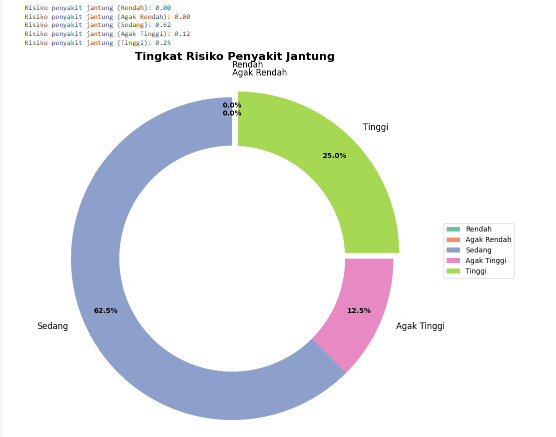 Risiko penyakit jantung (Rendah): 0.00
Risiko penyakit jantung (Agak Rendah): 0.00
Risiko penyakit jantung (Sedang): 0.62
Risiko penyakit jantung (Agak Tinggi): 0.12
Risiko penyakit jantung (Tinggi): 0.25
Tingkat Risiko Penyakit Jantung
Rendah
Agak Rendah
0.0%
0.0%
Tinggi
25.0%
Rendah
Agak Rendah
Sedang
Agak Tinggi
Tinggi
62.5%
12.5%
Sedang
Agak Tinggi